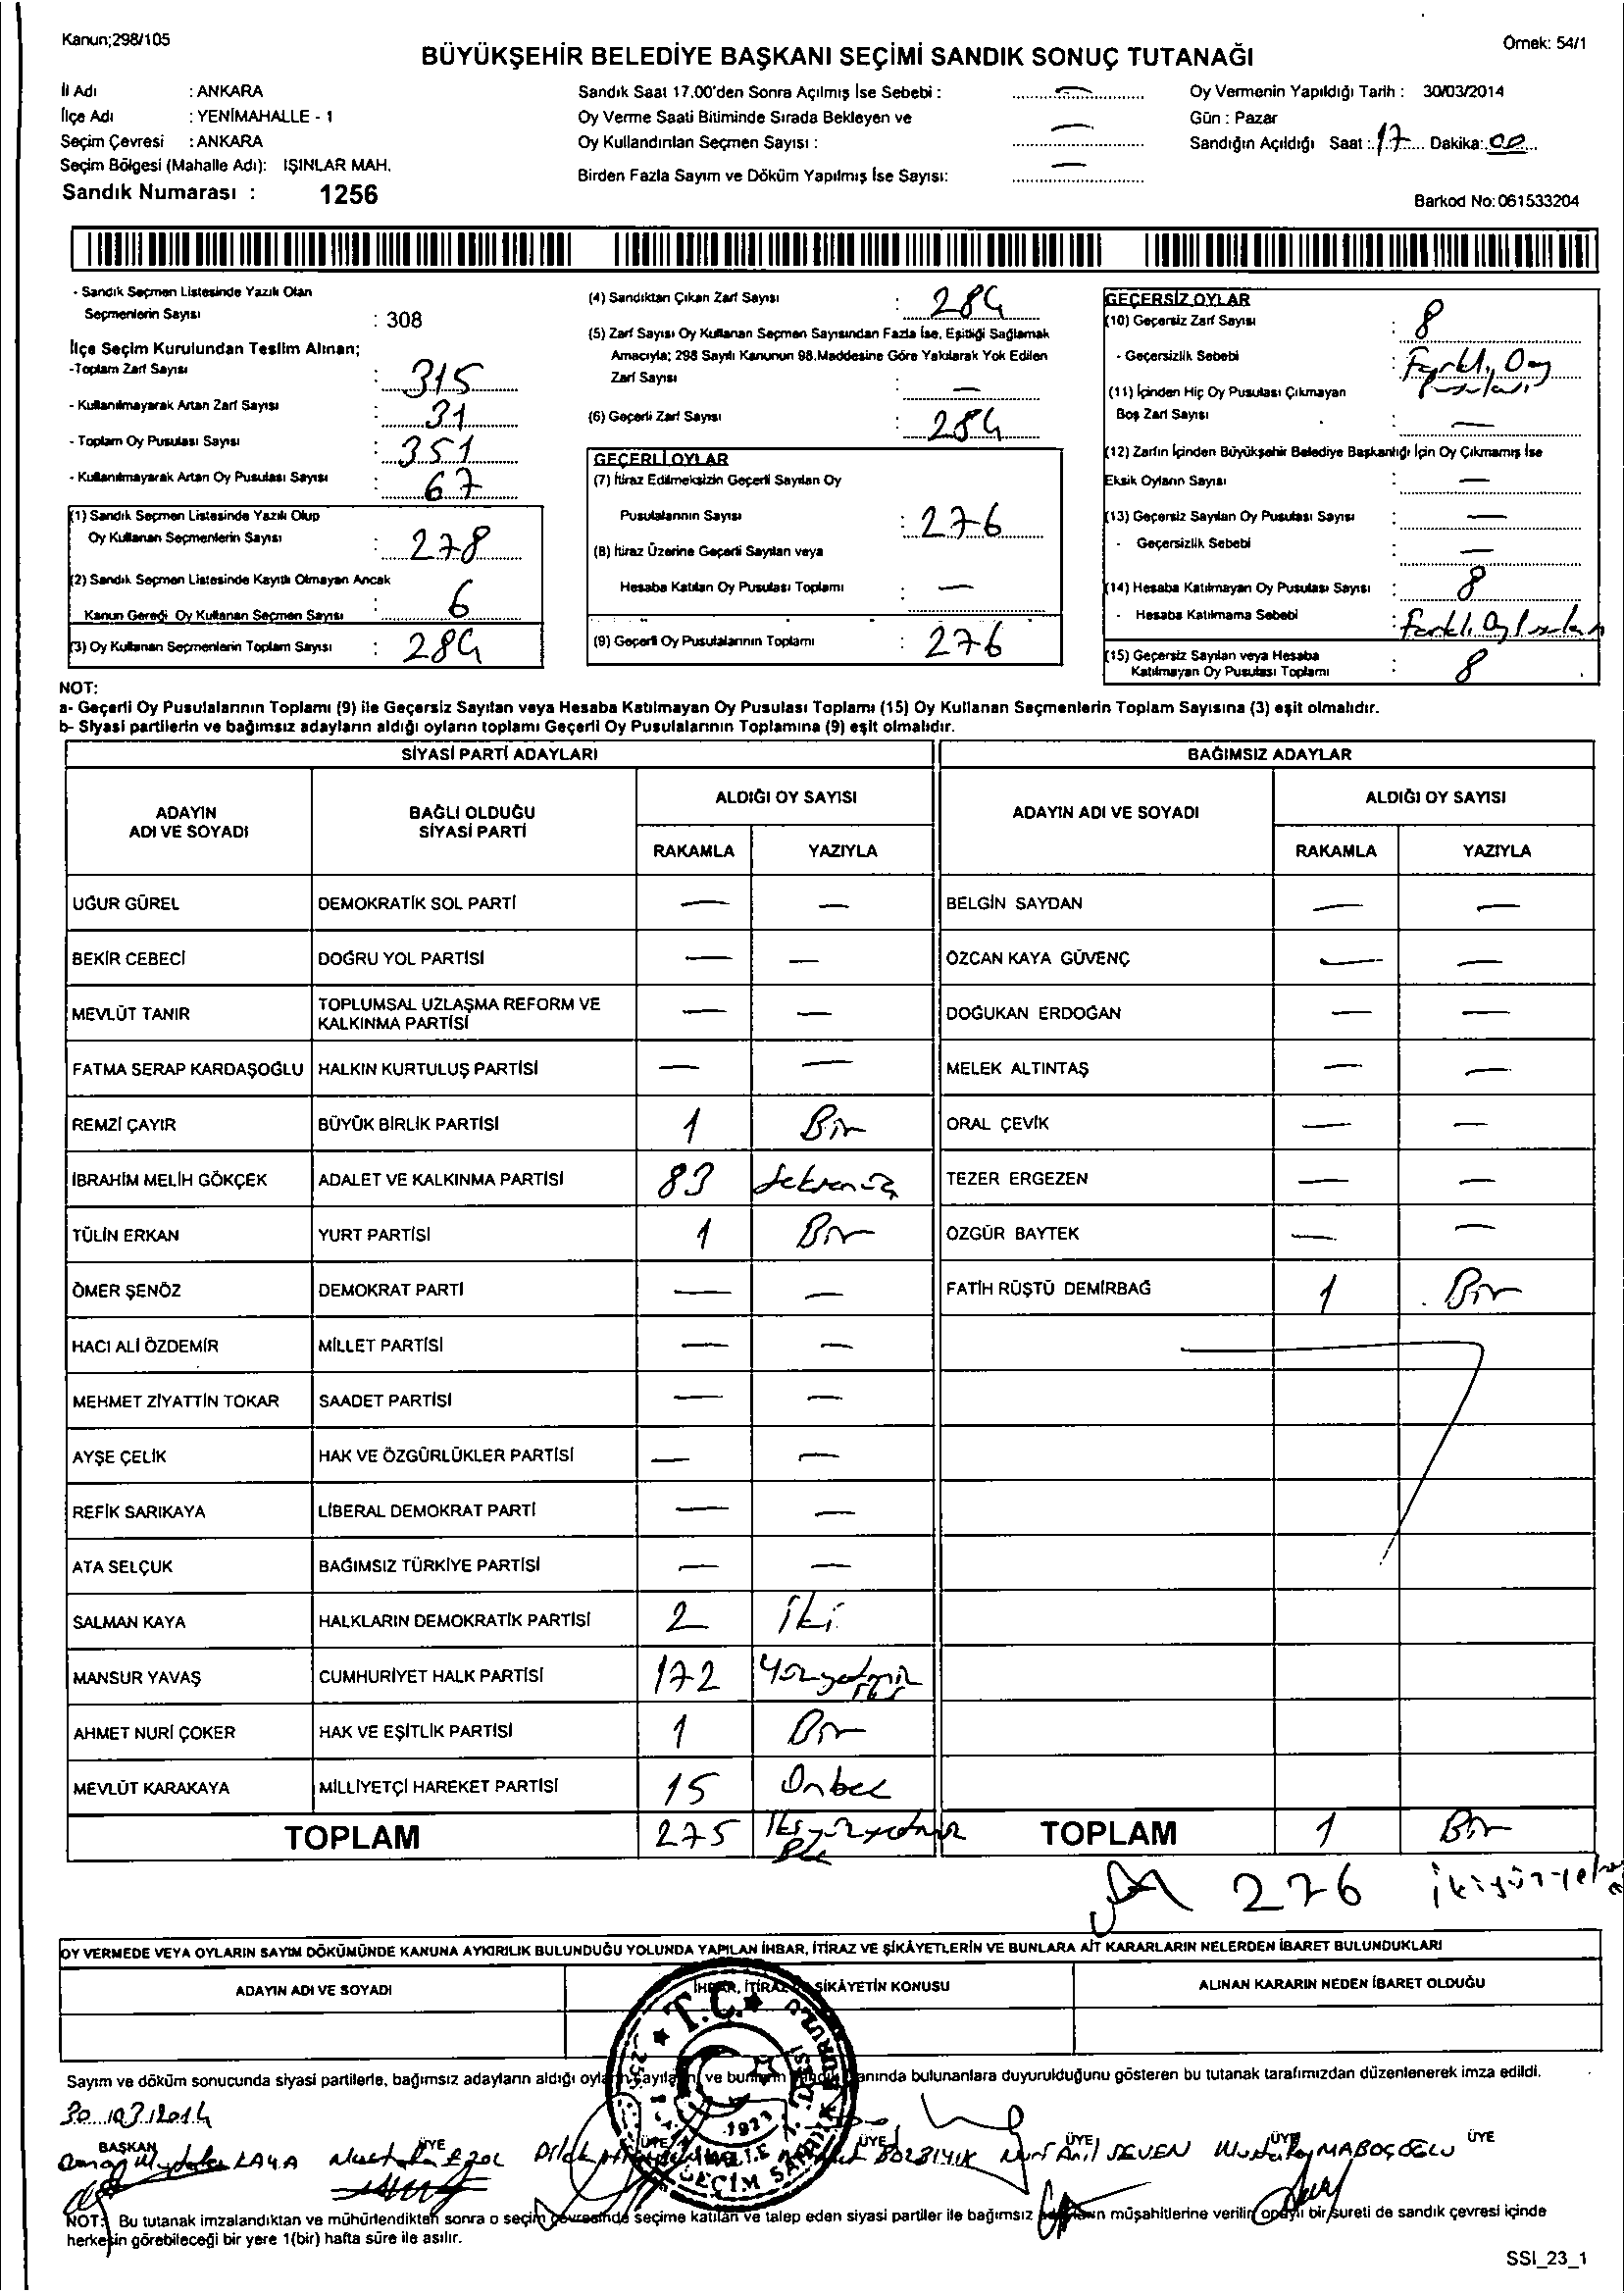 Kanun;298/105
Örnek: 54/1
BÜYÜKŞEHİR BELEDİYE BAŞKANI SEÇİMİ SANDIK SONUÇ TUTANAĞI
İl Adı : ANKARA
İlçe Adı : YENİMAHALLE - 1
Seçim Çevresi : ANKARA
Seçim Bölgesi (Mahalle Adı): IŞINLAR MAH.
Sandık Numarası : 1256
Sandık Saat 17.00'den Sonra Açılmış İse Sebebi : —
Oy Verme Saati Bitiminde Sırada Bekleyen ve
Oy Kullandırılan Seçmen Sayısı : —
Birden Fazla Sayım ve Döküm Yapılmış İse Sayısı: —
Oy Vermenin Yapıldığı Tarih : 30/03/2014
Gün : Pazar
Sandığın Açıldığı Saat : 17 Dakika: 00
Barkod No: 061533204
- Sandık Seçmen Listesinde Yazılı Olan
Seçmenlerin Sayısı : 308
İlçe Seçim Kurulundan Teslim Alınan;
-Toplam Zarf Sayısı : 315
- Kullanılmayarak Artan Zarf Sayısı : 31
- Toplam Oy Pusulası Sayısı : 351
- Kullanılmayarak Artan Oy Pusulası Sayısı : 67
(1) Sandık Seçmen Listesinde Yazılı Olup
Oy Kullanan Seçmenlerin Sayısı : 278
(2) Sandık Seçmen Listesinde Kayıtlı Olmayan Ancak
Kanun Gereği Oy Kullanan Seçmen Sayısı : 6
(3) Oy Kullanan Seçmenlerin Toplam Sayısı : 284
(4) Sandıktan Çıkan Zarf Sayısı : 284
(5) Zarf Sayısı Oy Kullanan Seçmen Sayısından Fazla İse, Eşitliği Sağlamak
Amacıyla; 298 Sayılı Kanunun 98.Maddesine Göre Yakılarak Yok Edilen
Zarf Sayısı : —
(6) Geçerli Zarf Sayısı : 284
GEÇERLİ OYLAR
(7) İtiraz Edilmeksizin Geçerli Sayılan Oy
Pusulalarının Sayısı : 276
(8) İtiraz Üzerine Geçerli Sayılan veya
Hesaba Katılan Oy Pusulası Toplamı : —
(9) Geçerli Oy Pusulalarının Toplamı : 276
GEÇERSİZ OYLAR
(10) Geçersiz Zarf Sayısı : 8
- Geçersizlik Sebebi : Farklı Oy
pusulası
(11) İçinden Hiç Oy Pusulası Çıkmayan
Boş Zarf Sayısı : —
(12) Zarfın İçinden Büyükşehir Belediye Başkanlığı İçin Oy Çıkmamış İse
Eksik Oyların Sayısı : —
(13) Geçersiz Sayılan Oy Pusulası Sayısı : —
- Geçersizlik Sebebi : —
(14) Hesaba Katılmayan Oy Pusulası Sayısı : 8
- Hesaba Katılmama Sebebi : Farklı Oy
(15) Geçersiz Sayılan veya Hesaba
Katılmayan Oy Pusulası Toplamı : 8
NOT:
a- Geçerli Oy Pusulalarının Toplamı (9) ile Geçersiz Sayılan veya Hesaba Katılmayan Oy Pusulası Toplamı (15) Oy Kullanan Seçmenlerin Toplam Sayısına (3) eşit olmalıdır.
b- Siyasi partilerin ve bağımsız adayların aldığı oyların toplamı Geçerli Oy Pusulalarının Toplamına (9) eşit olmalıdır.
SİYASİ PARTİ ADAYLARI BAĞIMSIZ ADAYLAR
ADAYIN
ADI VE SOYADI
BAĞLI OLDUĞU
SİYASİ PARTİ
ALDIĞI OY SAYISI
RAKAMLA YAZIYLA
ADAYIN ADI VE SOYADI
ALDIĞI OY SAYISI
RAKAMLA YAZIYLA
UĞUR GÜREL DEMOKRATİK SOL PARTİ — — BELGİN SAYDAN — —
BEKİR CEBECİ DOĞRU YOL PARTİSİ — — ÖZCAN KAYA GÜVENÇ — —
MEVLÜT TANIR TOPLUMSAL UZLAŞMA REFORM VE
KALKINMA PARTİSİ — — DOĞUKAN ERDOĞAN — —
FATMA SERAP KARDAŞOĞLU HALKIN KURTULUŞ PARTİSİ — — MELEK ALTINTAŞ — —
REMZİ ÇAYIR BÜYÜK BİRLİK PARTİSİ 1 Bir ORAL ÇEVİK — —
İBRAHİM MELİH GÖKÇEK ADALET VE KALKINMA PARTİSİ 83 Seksenüç TEZER ERGEZEN — —
TÜLİN ERKAN YURT PARTİSİ 1 Bir ÖZGÜR BAYTEK — —
ÖMER ŞENÖZ DEMOKRAT PARTİ — — FATİH RÜŞTÜ DEMİRBAĞ 1 Bir
HACI ALİ ÖZDEMİR MİLLET PARTİSİ — —
MEHMET ZİYATTİN TOKAR SAADET PARTİSİ — —
AYŞE ÇELİK HAK VE ÖZGÜRLÜKLER PARTİSİ — —
REFİK SARIKAYA LİBERAL DEMOKRAT PARTİ — —
ATA SELÇUK BAĞIMSIZ TÜRKİYE PARTİSİ — —
SALMAN KAYA HALKLARIN DEMOKRATİK PARTİSİ 2 İki
MANSUR YAVAŞ CUMHURİYET HALK PARTİSİ 172 Yüzyetmiş
AHMET NURİ ÇOKER HAK VE EŞİTLİK PARTİSİ 1 Bir
MEVLÜT KARAKAYA MİLLİYETÇİ HAREKET PARTİSİ 15 Onbeş
TOPLAM 275 İkiyüzyetmiş
Beş TOPLAM 1 Bir
276
OY VERMEDE VEYA OYLARIN SAYIM DÖKÜMÜNDE KANUNA AYKIRILIK BULUNDUĞU YOLUNDA YAPILAN İHBAR, İTİRAZ VE ŞİKÂYETLERİN VE BUNLARA AİT KARARLARIN NELERDEN İBARET BULUNDUKLARI
ADAYIN ADI VE SOYADI İHBAR, İTİRAZ ŞİKÂYETİN KONUSU ALINAN KARARIN NEDEN İBARET OLDUĞU
T.C.
1923
SEÇİM
Sayım ve döküm sonucunda siyasi partilerle, bağımsız adayların aldığı ve bulunanlara duyurulduğunu gösteren bu tutanak tarafımızdan düzenlenerek imza edildi.
30/03/2014
BAŞKAN ÜYE ÜYE ÜYE ÜYE ÜYE ÜYE
KAYA Mustafa EZOL Dilek BOZBIYIK Nuri Anıl SEVEN
NOT: Bu tutanak imzalandıktan ve mühürlendikten sonra o seçim çevresinde seçime katılan ve talep eden siyasi partiler ile bağımsız müşahitlerine verilir, onaylı bir sureti de sandık çevresi içinde
herkesin görebileceği bir yere 1(bir) hafta süre ile asılır.
SSI_23_1